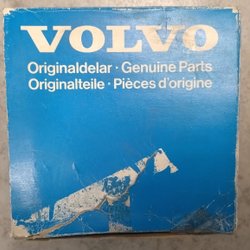 VOLVO
Originaldelar · Genuine Parts
Originalteile · Pièces d'origine